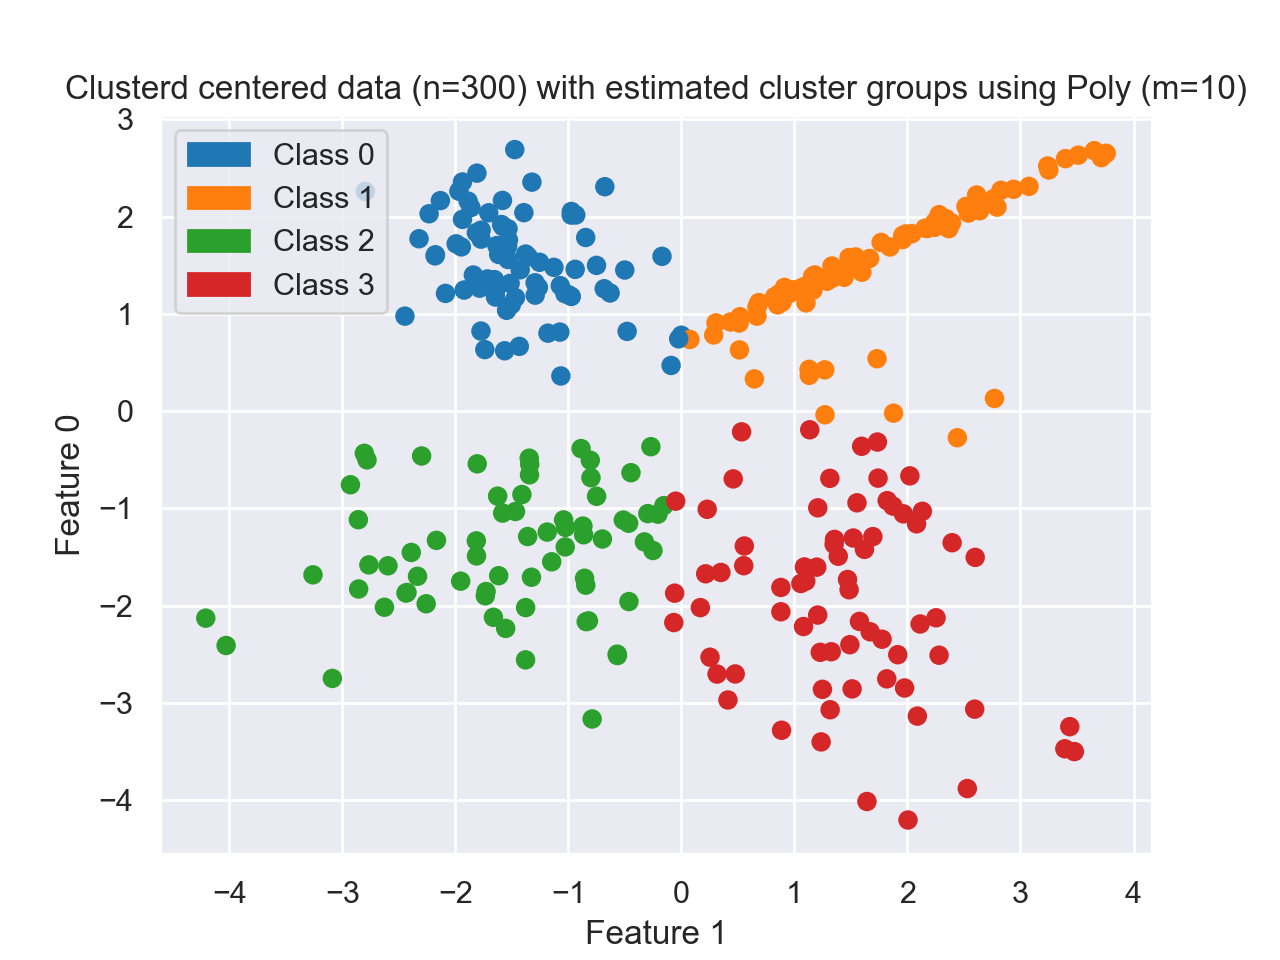 Clusterd centered data (n=300) with estimated cluster groups using Poly (m=10)
Class 0
Class 1
Class 2
Class 3
3
2
1
0
−1
−2
−3
−4
Feature 0
−4 −3 −2 −1 0 1 2 3 4
Feature 1